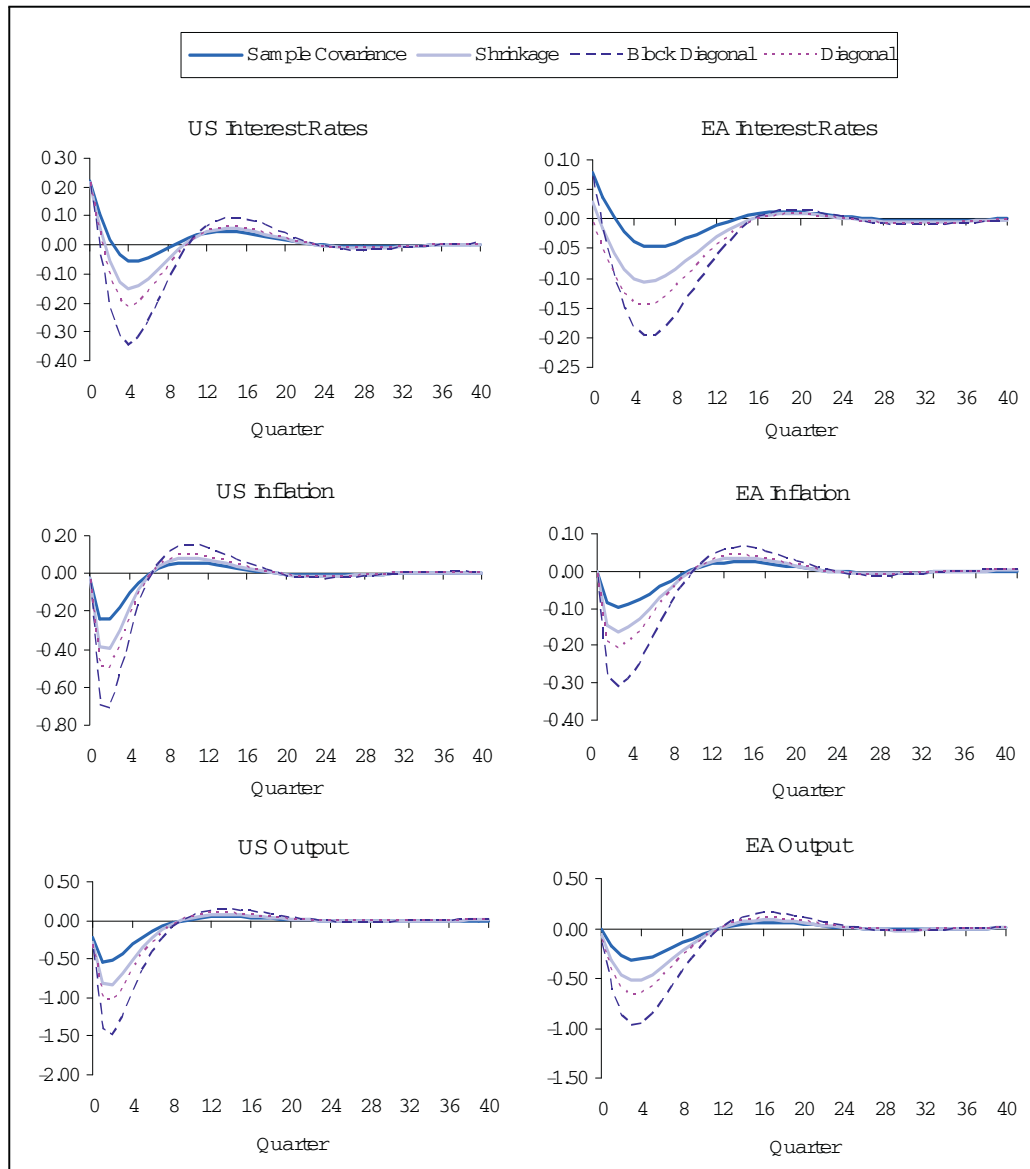 Sample Covariance Shrinkage Block Diagonal Diagonal
US Interest Rates
0.30
0.20
0.10
0.00
-0.10
-0.20
-0.30
-0.40
0 4 8 12 16 20 24 28 32 36 40
Quarter
EA Interest Rates
0.10
0.05
0.00
-0.05
-0.10
-0.15
-0.20
-0.25
0 4 8 12 16 20 24 28 32 36 40
Quarter
US Inflation
0.20
0.00
-0.20
-0.40
-0.60
-0.80
0 4 8 12 16 20 24 28 32 36 40
Quarter
EA Inflation
0.10
0.00
-0.10
-0.20
-0.30
-0.40
0 4 8 12 16 20 24 28 32 36 40
Quarter
US Output
0.50
0.00
-0.50
-1.00
-1.50
-2.00
0 4 8 12 16 20 24 28 32 36 40
Quarter
EA Output
0.50
0.00
-0.50
-1.00
-1.50
0 4 8 12 16 20 24 28 32 36 40
Quarter